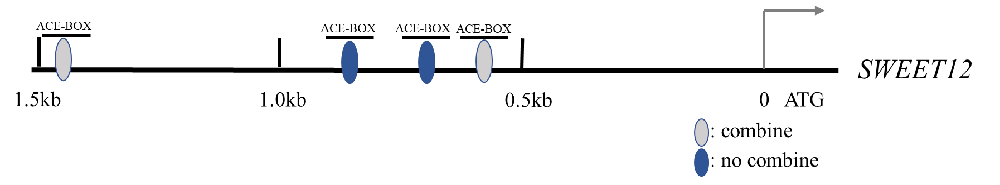 ACE-BOX
ACE-BOX
ACE-BOX
ACE-BOX
SWEET12
1.5kb
1.0kb
0.5kb
0 ATG
: combine
: no combine